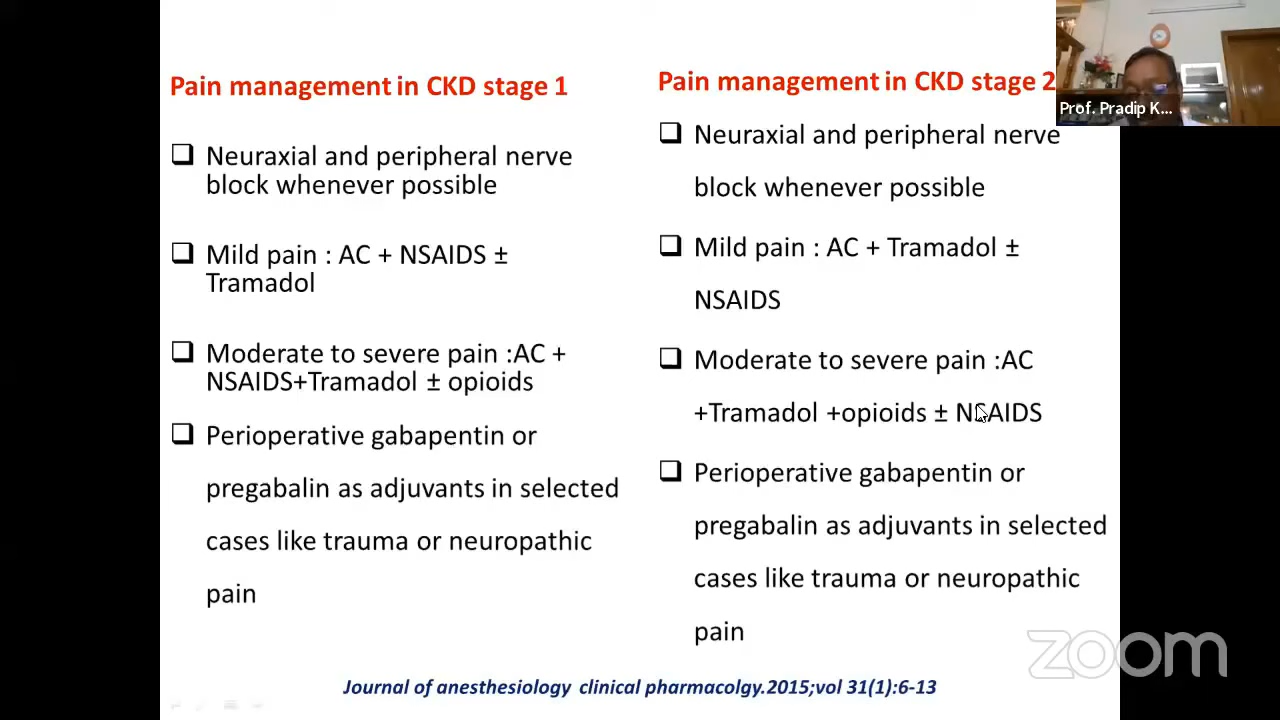 Pain management in CKD stage 1
Neuraxial and peripheral nerve
block whenever possible
Mild pain : AC + NSAIDS ±
Tramadol
Moderate to severe pain :AC +
NSAIDS+Tramadol ± opioids
Perioperative gabapentin or
pregabalin as adjuvants in selected
cases like trauma or neuropathic
pain
Pain management in CKD stage 2
Neuraxial and peripheral nerve
block whenever possible
Mild pain : AC + Tramadol ±
NSAIDS
Moderate to severe pain :AC
+Tramadol +opioids ± NSAIDS
Perioperative gabapentin or
pregabalin as adjuvants in selected
cases like trauma or neuropathic
pain
Journal of anesthesiology clinical pharmacolgy.2015;vol 31(1):6-13
Prof. Pradip K...
zoom